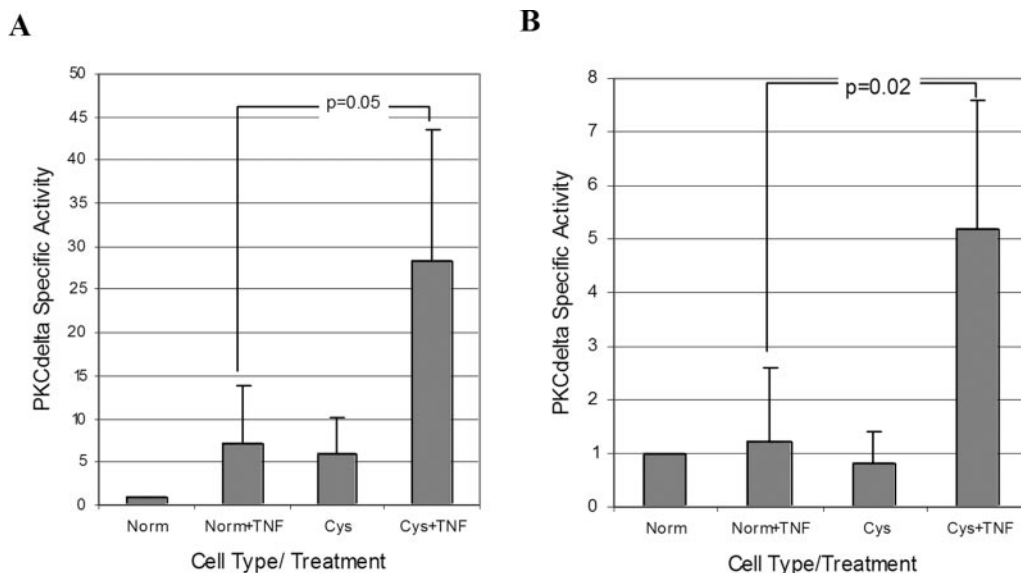 A
50
45
40
35
30
25
20
15
10
5
0
PKCdelta Specific Activity
p=0.05
Norm Norm+TNF Cys Cys+TNF
Cell Type/ Treatment
B
8
7
6
5
4
3
2
1
0
PKCdelta Specific Activity
p=0.02
Norm Norm+TNF Cys Cys+TNF
Cell Type/Treatment